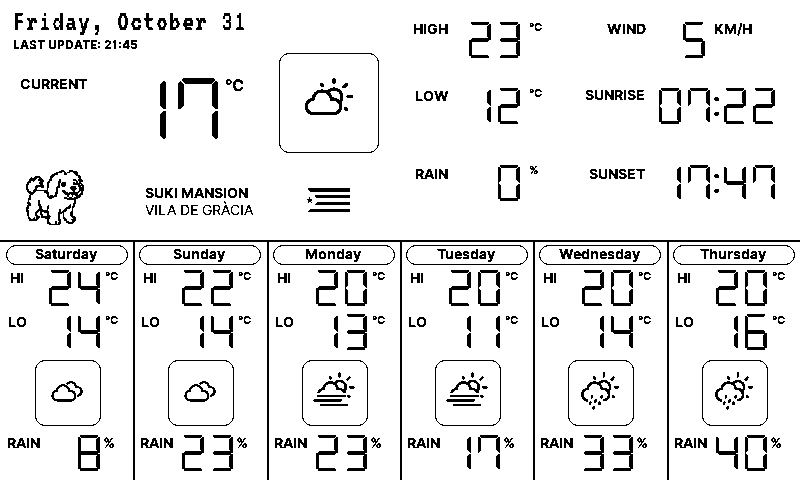 Friday, October 31
LAST UPDATE: 21:45
CURRENT 17 °C
SUKI MANSION
VILA DE GRÀCIA
HIGH 23 °C
WIND 5 KM/H
LOW 12 °C
SUNRISE 07:22
RAIN 0 %
SUNSET 17:47
Saturday
HI 24 °C
LO 14 °C
RAIN 8 %
Sunday
HI 22 °C
LO 14 °C
RAIN 23 %
Monday
HI 20 °C
LO 13 °C
RAIN 23 %
Tuesday
HI 20 °C
LO 11 °C
RAIN 17 %
Wednesday
HI 20 °C
LO 14 °C
RAIN 33 %
Thursday
HI 20 °C
LO 16 °C
RAIN 40 %